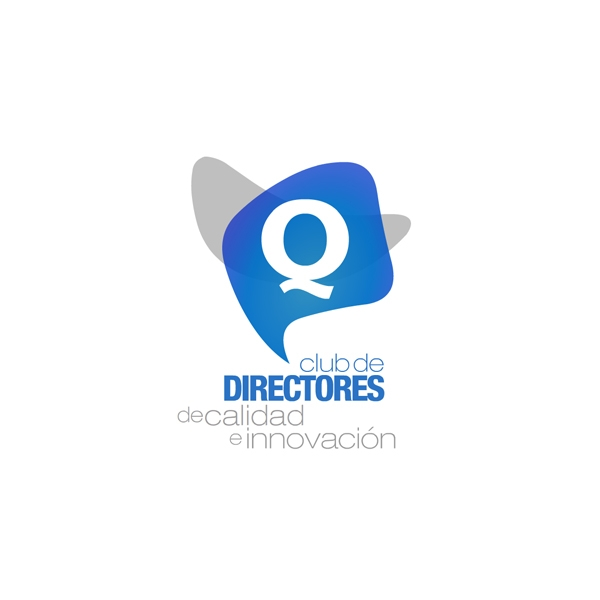 Q
club de
DIRECTORES
de calidad
e innovación